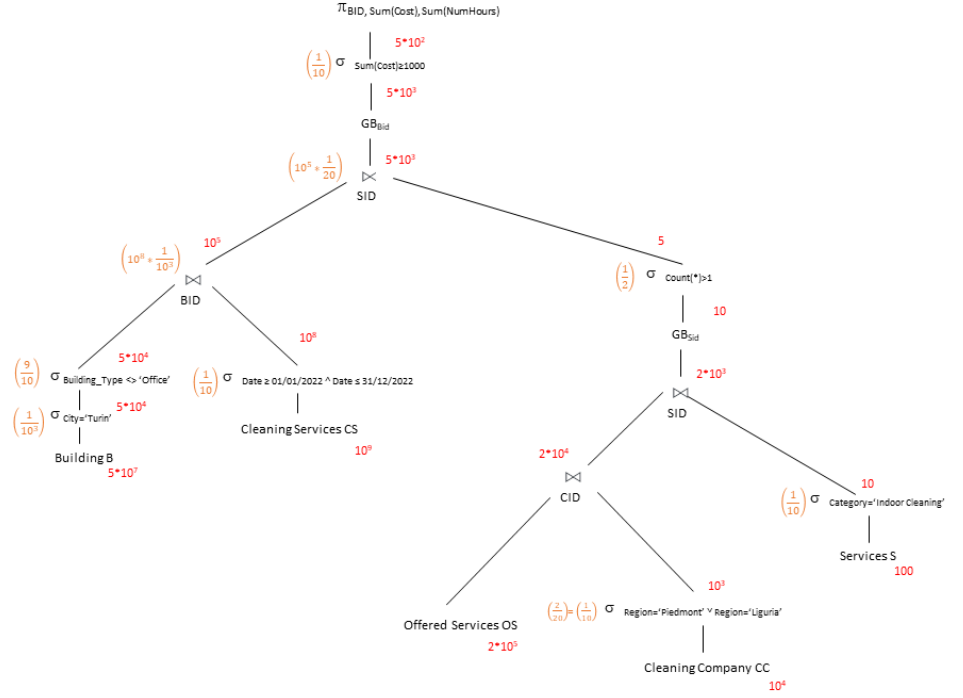 π BID, Sum(Cost), Sum(NumHours)
5*10²
(1/10) σ Sum(Cost)≥1000
5*10³
GB Bid
(10⁵ * 1/20) ⋈ 5*10³
SID
10⁵
5
(10⁸ * 1/10³) ⋈
BID
(1/2) σ Count(*)>1
10
GB Sid
10⁸
5*10⁴
(9/10) σ Building_Type <> 'Office'
(1/10) σ Date ≥ 01/01/2022 ^ Date ≤ 31/12/2022
2*10³
⋈
SID
5*10⁴
(1/10³) σ City='Turin'
Cleaning Services CS
10⁹
Building B
5*10⁷
2*10⁴
⋈
CID
10
(1/10) σ Category='Indoor Cleaning'
Services S
100
10³
(2/20)=(1/10) σ Region='Piedmont' ∨ Region='Liguria'
Offered Services OS
2*10⁵
Cleaning Company CC
10⁴